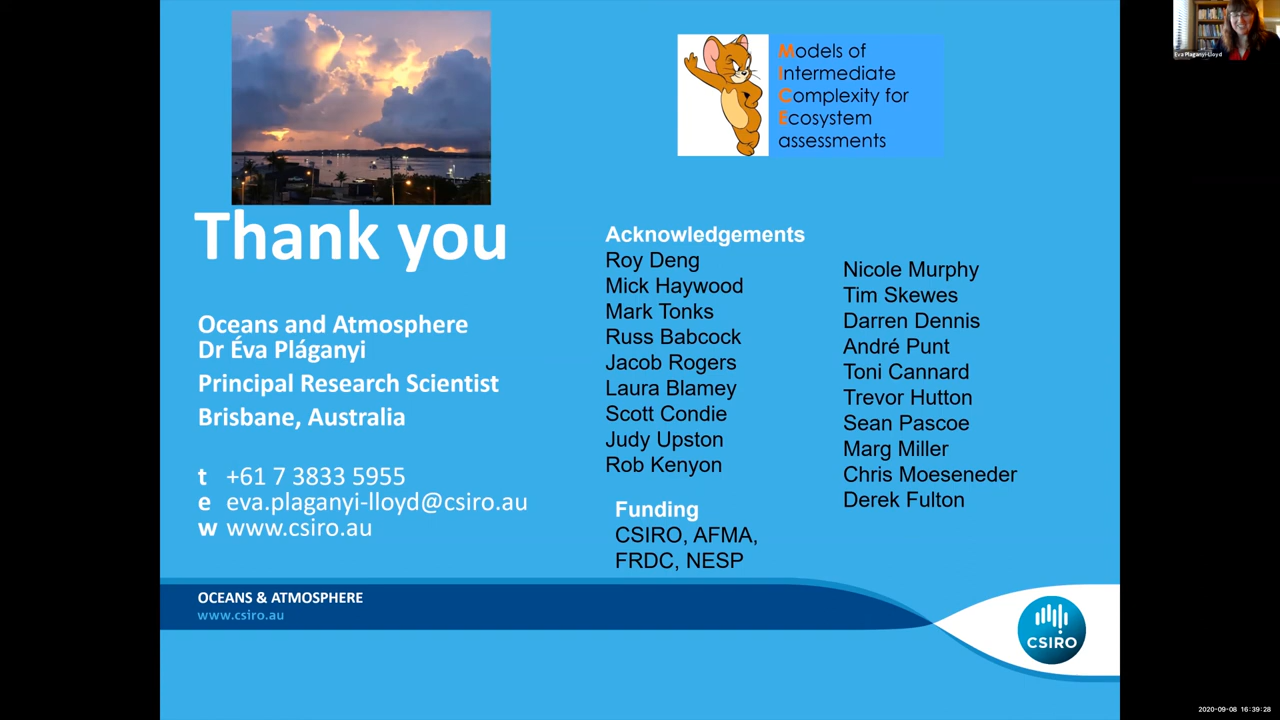 Models of
Intermediate
Complexity for
Ecosystem
assessments
Eva Plaganyi-Lloyd
Thank you
Oceans and Atmosphere
Dr Éva Pláganyi
Principal Research Scientist
Brisbane, Australia
t +61 7 3833 5955
e eva.plaganyi-lloyd@csiro.au
w www.csiro.au
Acknowledgements
Roy Deng
Mick Haywood
Mark Tonks
Russ Babcock
Jacob Rogers
Laura Blamey
Scott Condie
Judy Upston
Rob Kenyon
Nicole Murphy
Tim Skewes
Darren Dennis
André Punt
Toni Cannard
Trevor Hutton
Sean Pascoe
Marg Miller
Chris Moeseneder
Derek Fulton
Funding
CSIRO, AFMA,
FRDC, NESP
OCEANS & ATMOSPHERE
www.csiro.au
CSIRO
2020-09-08 16:39:28